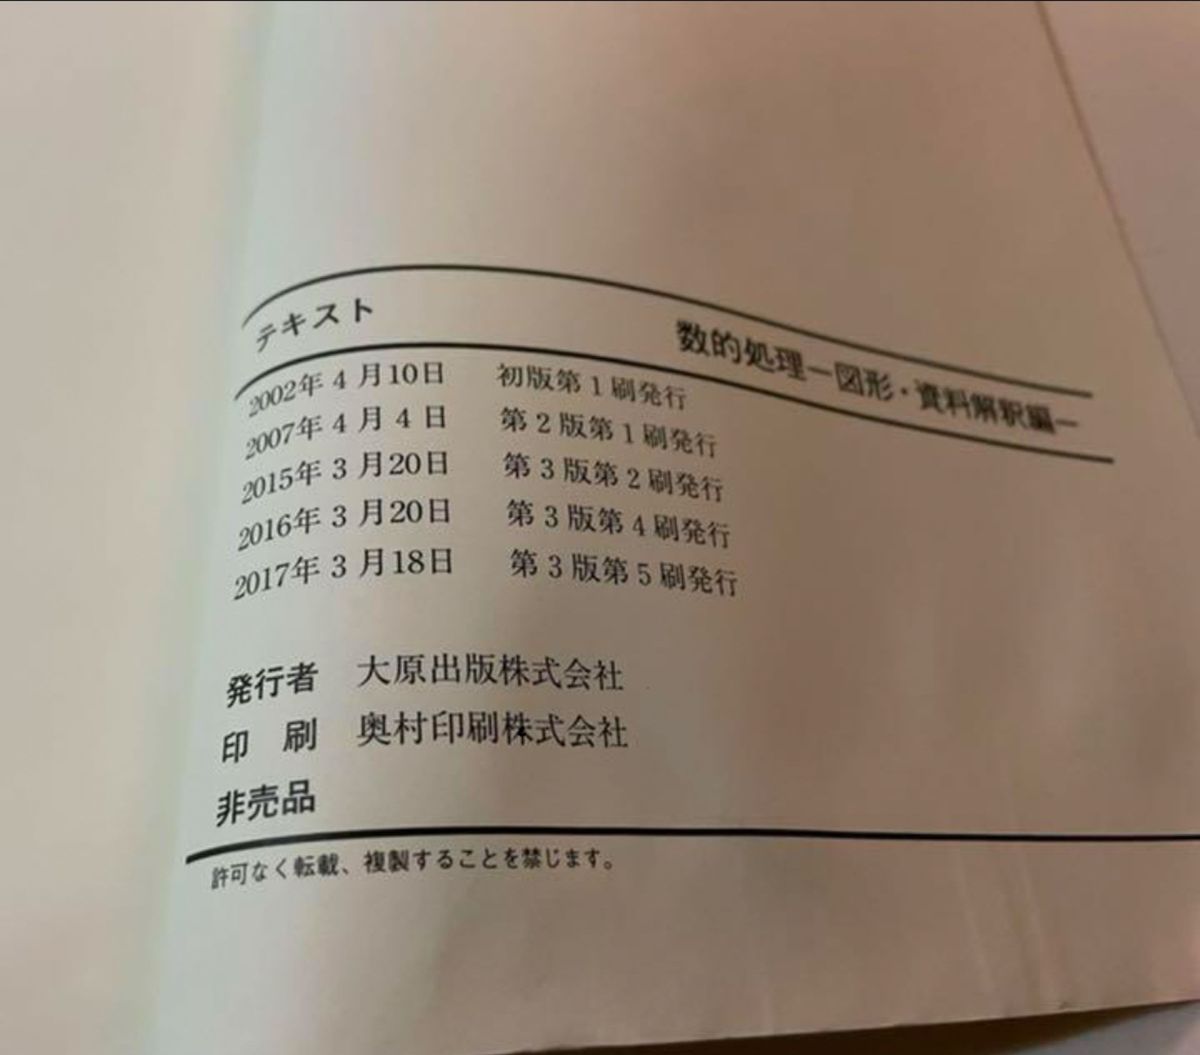 テキスト 数的処理―図形・資料解釈編―
2002年4月10日 初版第1刷発行
2007年4月4日 第2版第1刷発行
2015年3月20日 第3版第2刷発行
2016年3月20日 第3版第4刷発行
2017年3月18日 第3版第5刷発行
発行者 大原出版株式会社
印 刷 奥村印刷株式会社
非売品
許可なく転載、複製することを禁じます。